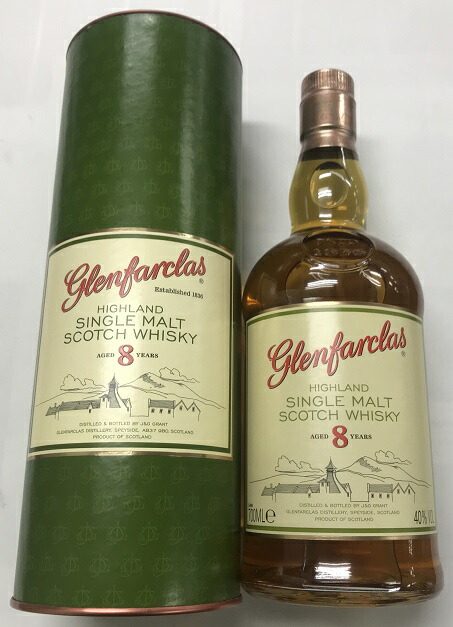 Glenfarclas®
Established 1836
HIGHLAND
SINGLE MALT
SCOTCH WHISKY
AGED 8 YEARS
DISTILLED & BOTTLED BY J&G GRANT
GLENFARCLAS DISTILLERY, SPEYSIDE, AB37 9BD, SCOTLAND
PRODUCT OF SCOTLAND
Glenfarclas®
HIGHLAND
SINGLE MALT
SCOTCH WHISKY
AGED 8 YEARS
DISTILLED & BOTTLED BY J&G GRANT
GLENFARCLAS DISTILLERY, SPEYSIDE, SCOTLAND
PRODUCT OF SCOTLAND
700ML℮
40% VOL